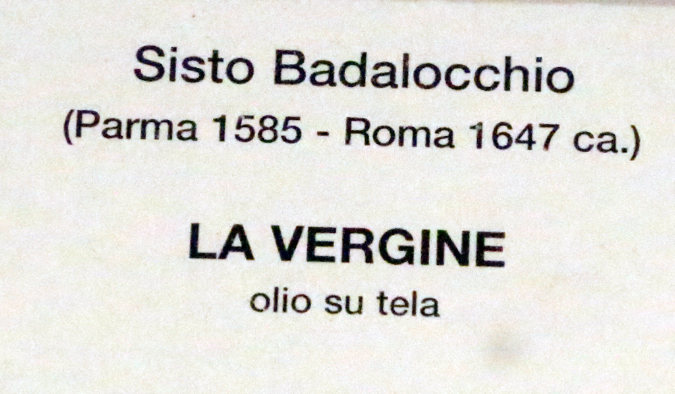 Sisto Badalocchio
(Parma 1585 - Roma 1647 ca.)
LA VERGINE
olio su tela